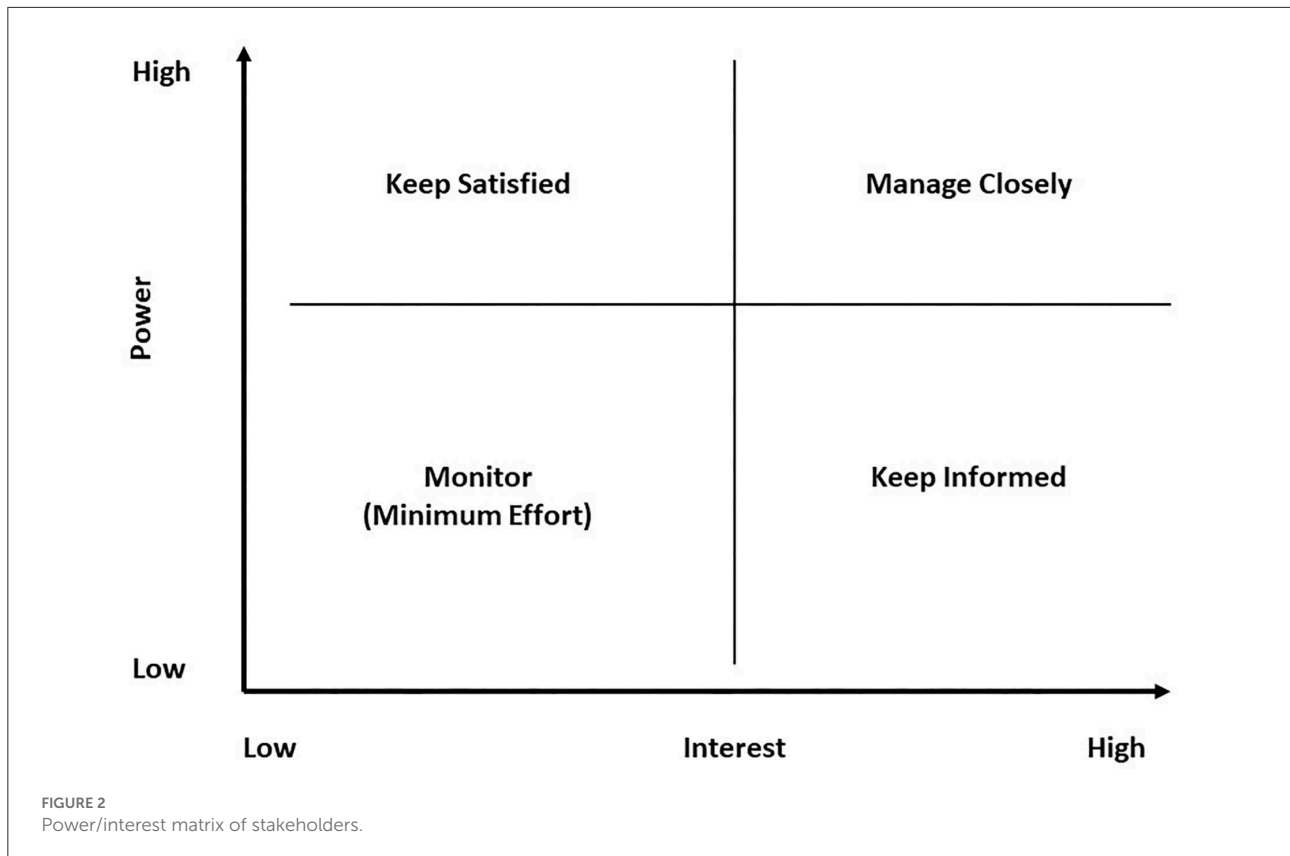 High
Keep Satisfied
Manage Closely
Power
Monitor
(Minimum Effort)
Keep Informed
Low
Low
Interest
High
FIGURE 2
Power/interest matrix of stakeholders.